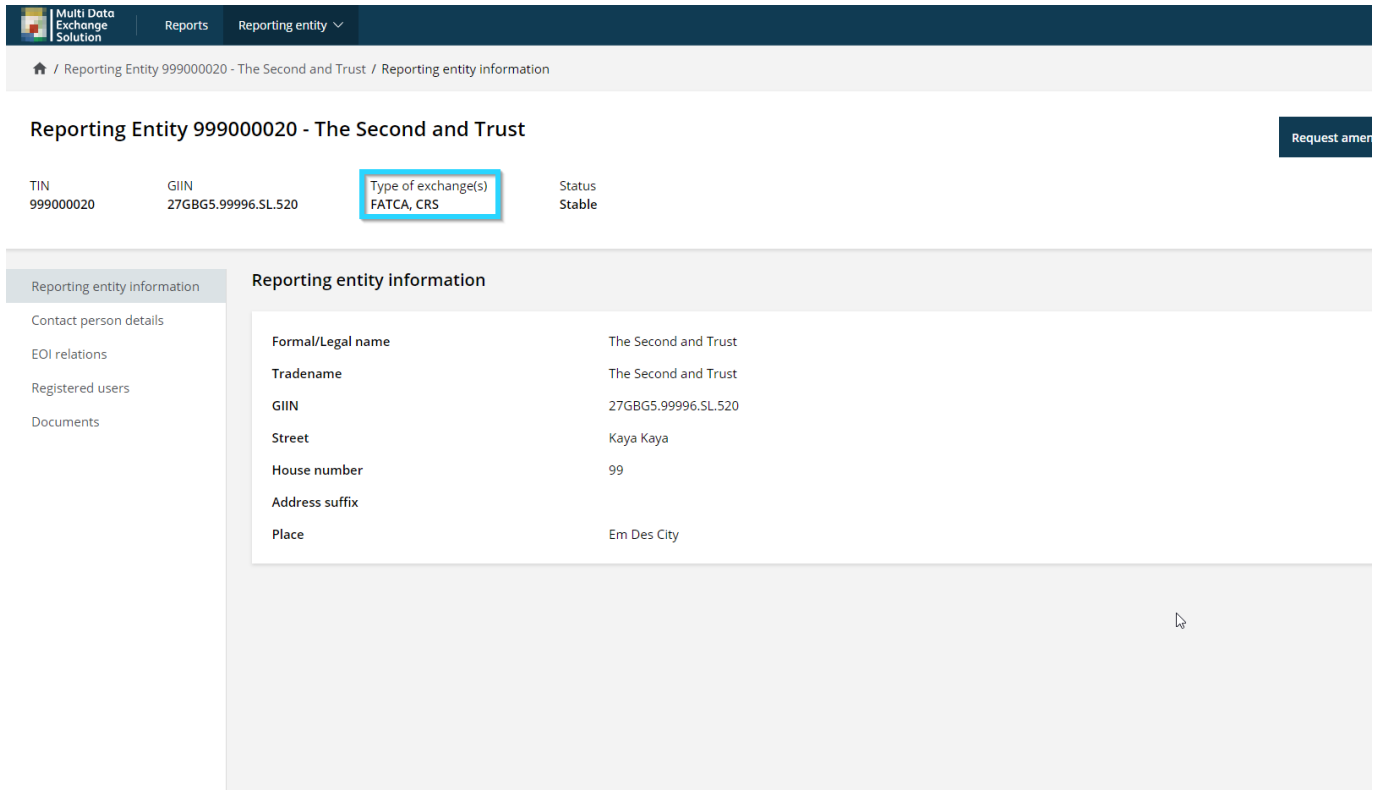 Multi Data
Exchange
Solution
Reports
Reporting entity
/ Reporting Entity 999000020 - The Second and Trust / Reporting entity information
Reporting Entity 999000020 - The Second and Trust
Request amen
TIN GIIN Type of exchange(s) Status
999000020 27GBG5.99996.SL.520 FATCA, CRS Stable
Reporting entity information
Contact person details
EOI relations
Registered users
Documents
Reporting entity information
Formal/Legal name The Second and Trust
Tradename The Second and Trust
GIIN 27GBG5.99996.SL.520
Street Kaya Kaya
House number 99
Address suffix
Place Em Des City